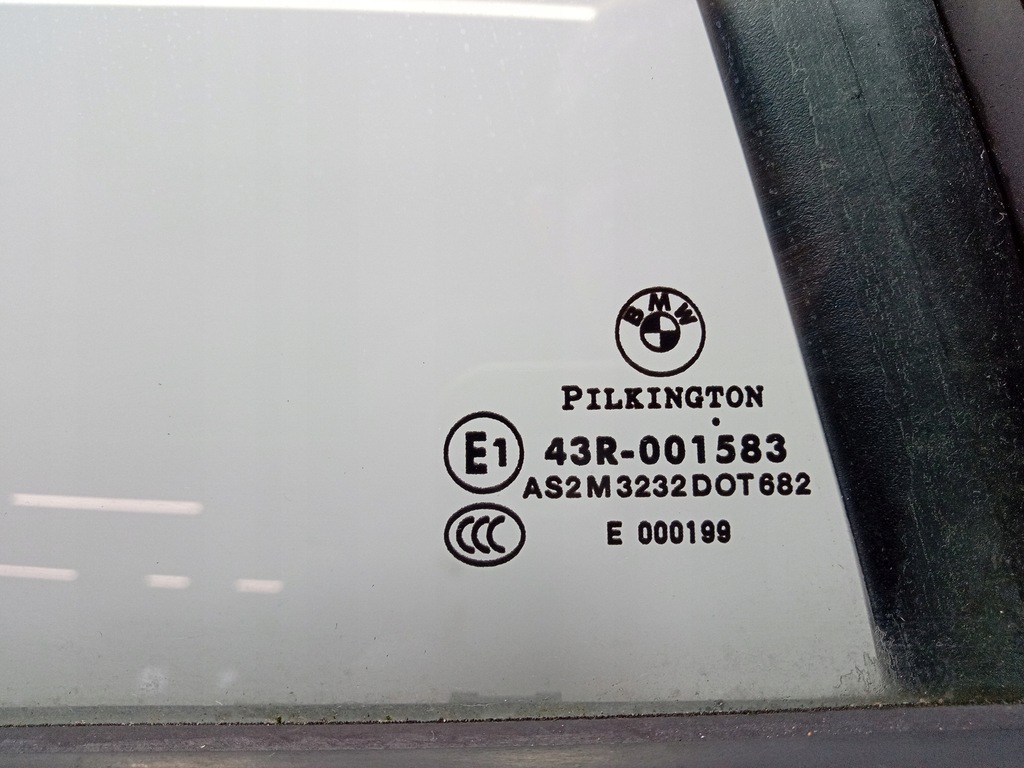 BMW
PILKINGTON
E1 43R-001583
AS2M3232DOT682
CCC E 000199